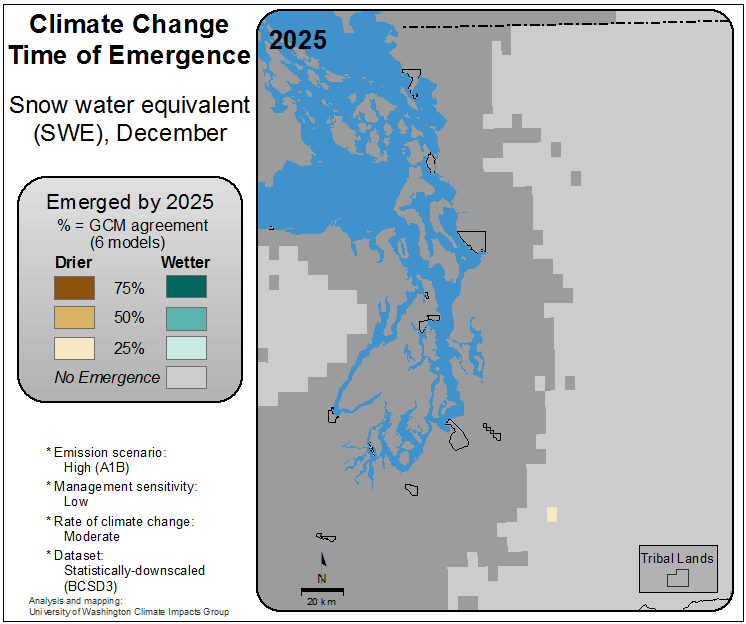 Climate Change
Time of Emergence
Snow water equivalent
(SWE), December
Emerged by 2025
% = GCM agreement
(6 models)
Drier Wetter
75%
50%
25%
No Emergence
* Emission scenario:
High (A1B)
* Management sensitivity:
Low
* Rate of climate change:
Moderate
* Dataset:
Statistically-downscaled
(BCSD3)
Analysis and mapping:
University of Washington Climate Impacts Group
2025
N
20 km
Tribal Lands